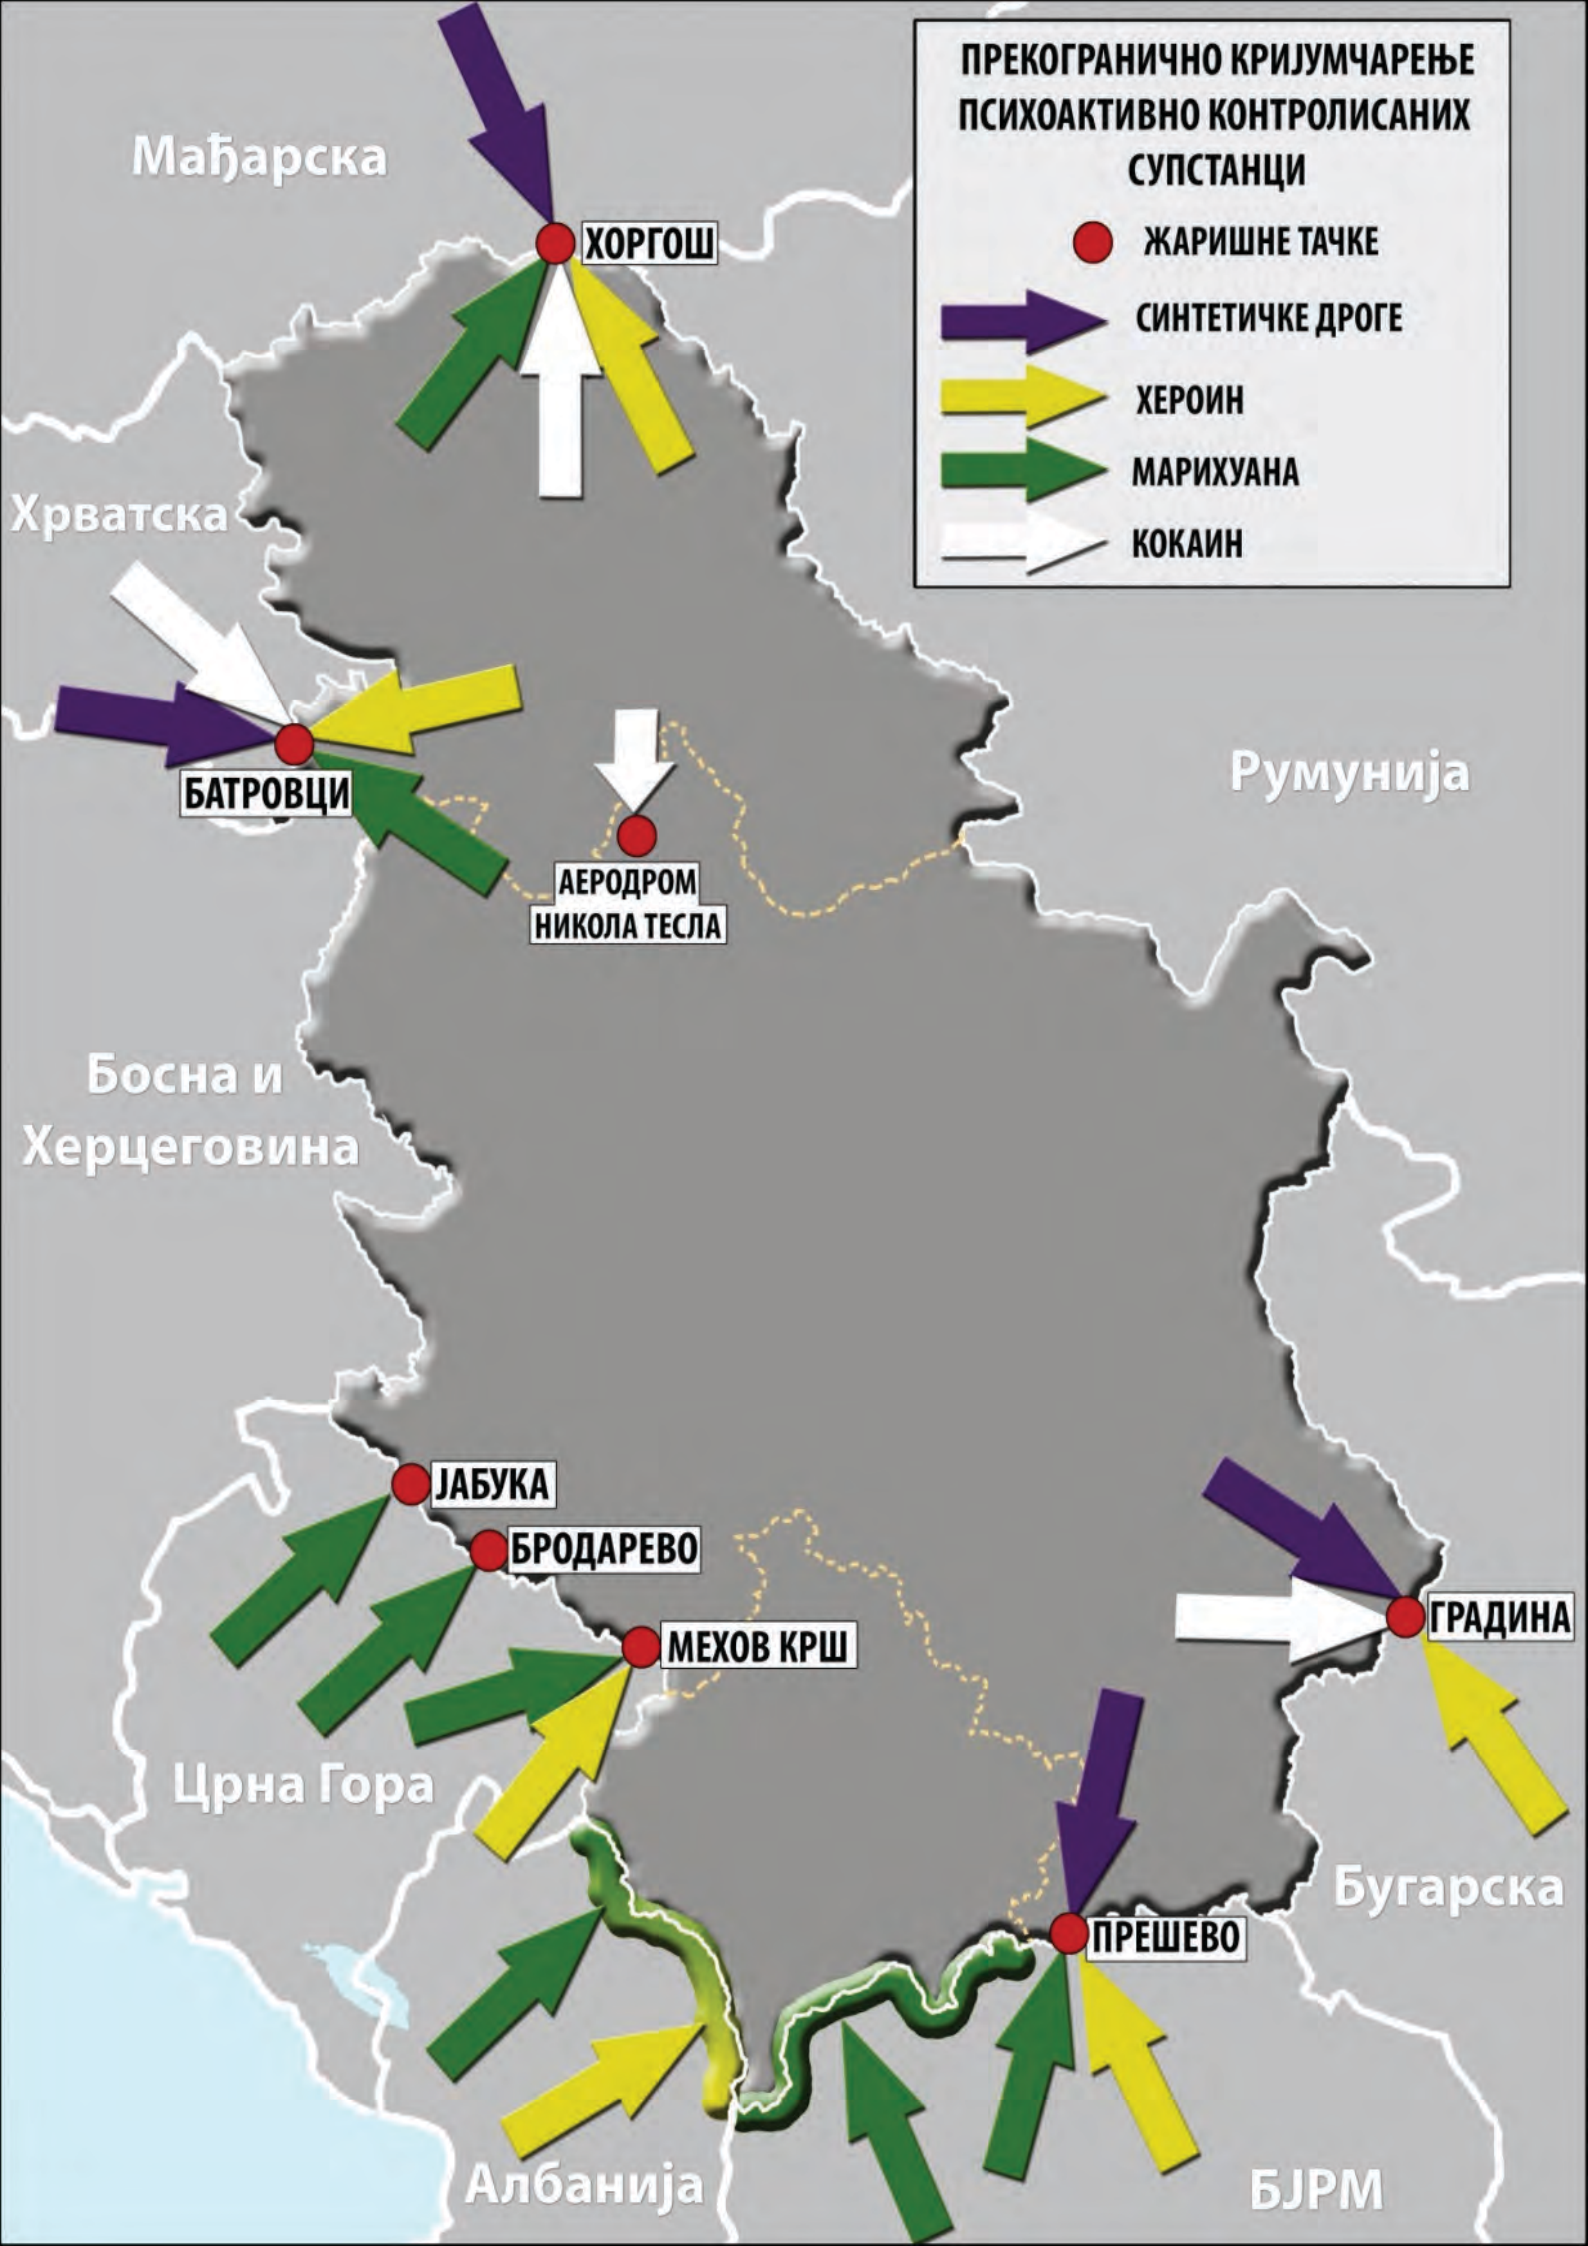 ПРЕКОГРАНИЧНО КРИЈУМЧАРЕЊЕ
ПСИХОАКТИВНО КОНТРОЛИСАНИХ
СУПСТАНЦИ
ЖАРИШНЕ ТАЧКЕ
СИНТЕТИЧКЕ ДРОГЕ
ХЕРОИН
МАРИХУАНА
КОКАИН
Мађарска
ХОРГОШ
Хрватска
БАТРОВЦИ
АЕРОДРОМ
НИКОЛА ТЕСЛА
Румунија
Босна и
Херцеговина
ЈАБУКА
БРОДАРЕВО
МЕХОВ КРШ
ГРАДИНА
Црна Гора
Бугарска
ПРЕШЕВО
Албанија
БЈРМ